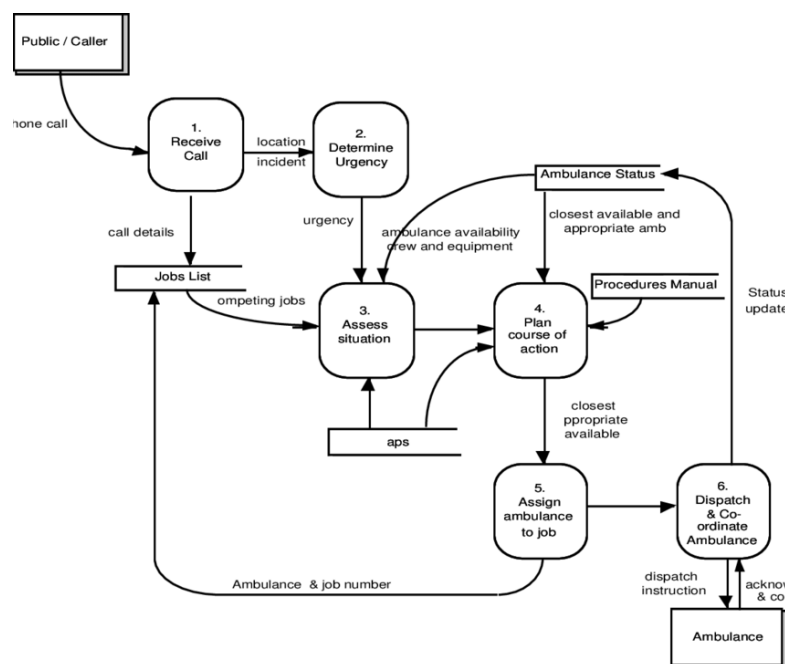 Public / Caller
hone call
1.
Receive
Call
location
incident
2.
Determine
Urgency
Ambulance Status
call details
urgency
ambulance availability
crew and equipment
closest available and
appropriate amb
Jobs List
ompeting jobs
3.
Assess
situation
4.
Plan
course of
action
Procedures Manual
Status
update
aps
closest
ppropriate
available
5.
Assign
ambulance
to job
6.
Dispatch
& Co-
ordinate
Ambulance
Ambulance & job number
dispatch
instruction
acknow
& co
Ambulance